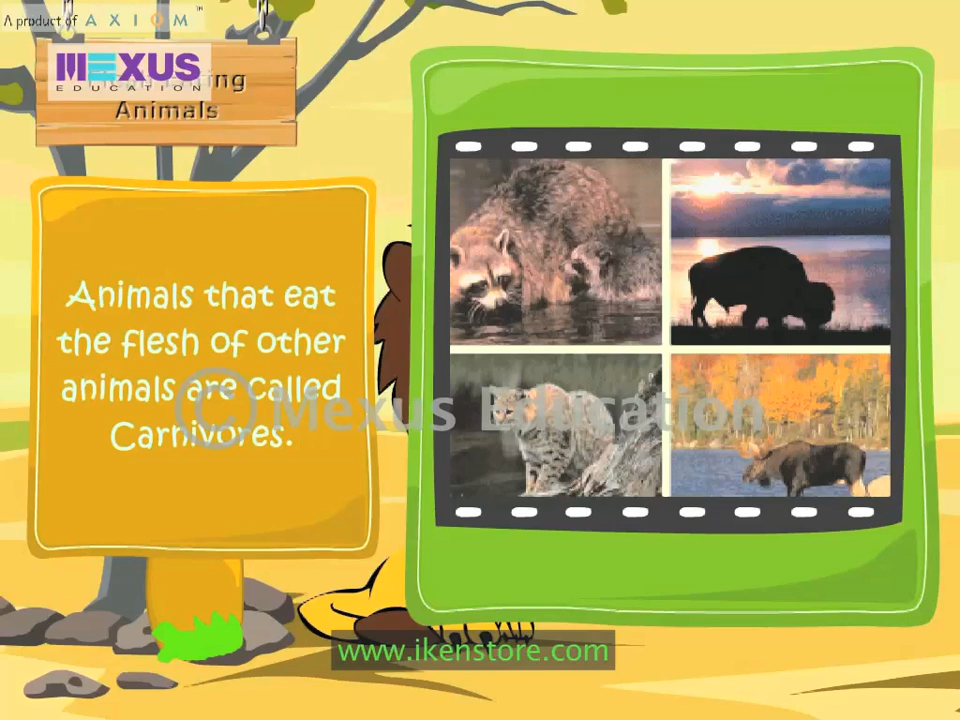 A product of AXIOM™
MEXUS
EDUCATION
Animals
Animals that eat
the flesh of other
animals are called
Carnivores.
© Mexus Education
www.ikenstore.com